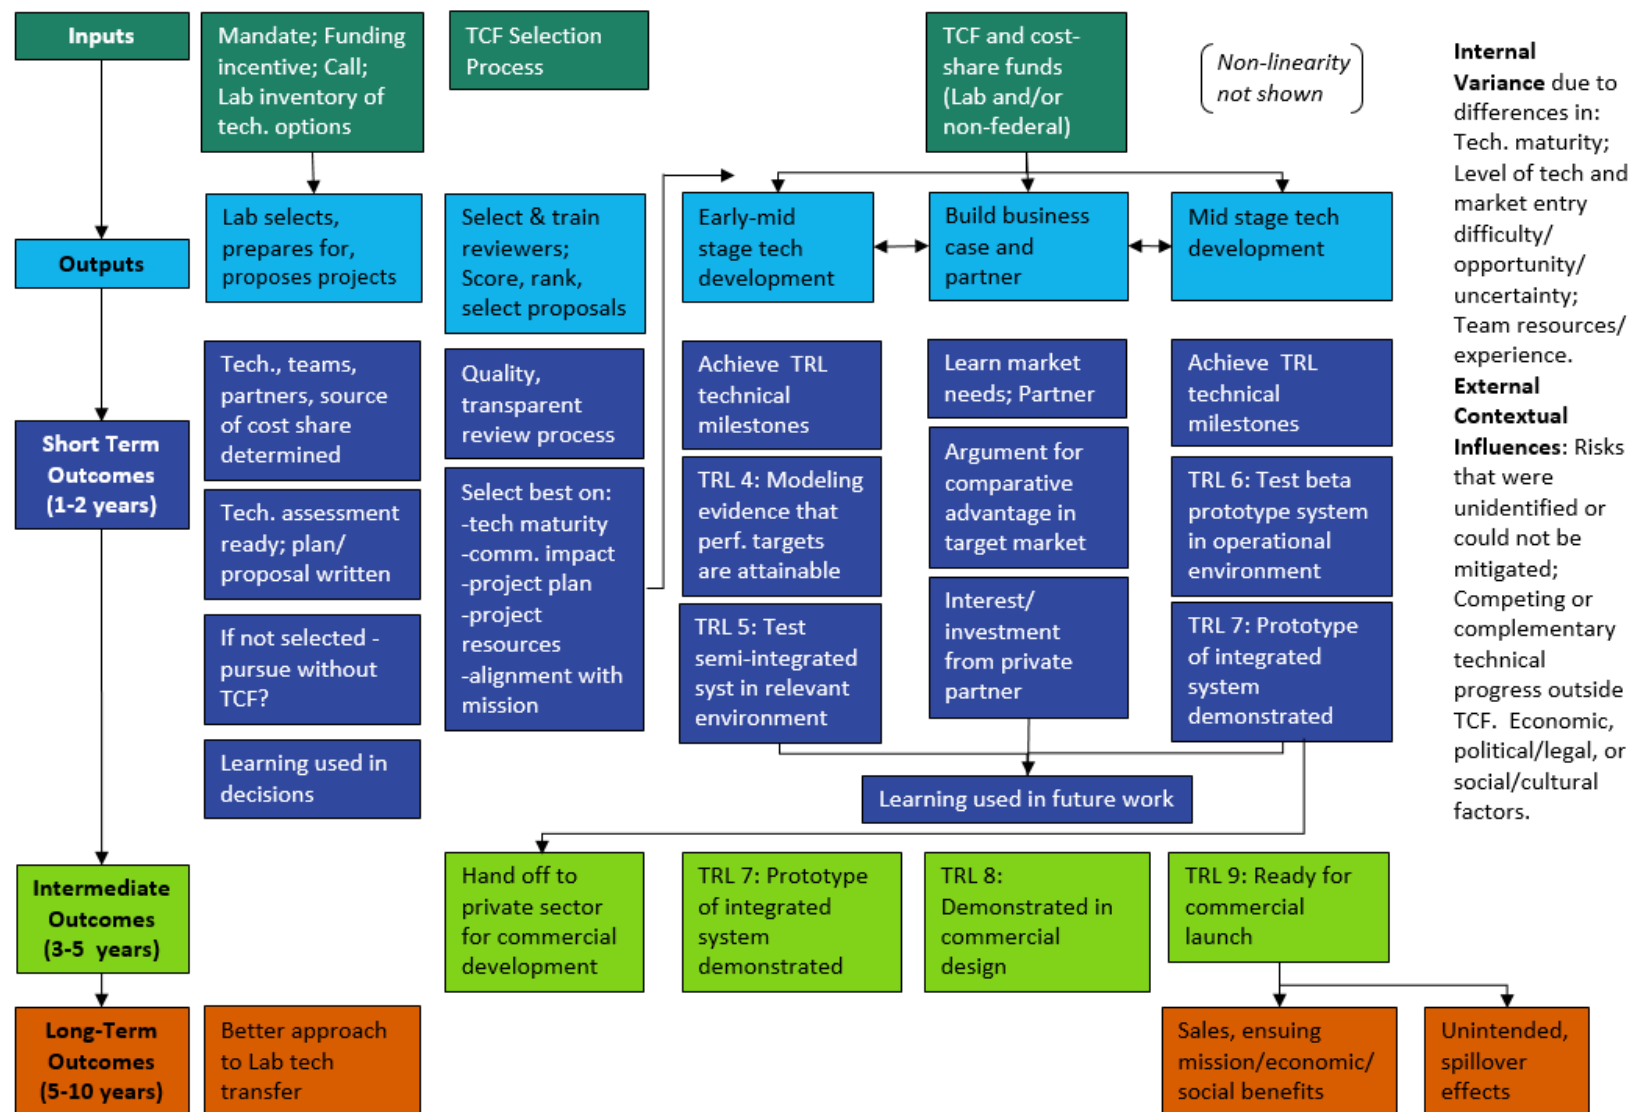 Inputs
Mandate; Funding
incentive; Call;
Lab inventory of
tech. options
TCF Selection
Process
TCF and cost-
share funds
(Lab and/or
non-federal)
Non-linearity
not shown
Outputs
Lab selects,
prepares for,
proposes projects
Select & train
reviewers;
Score, rank,
select proposals
Early-mid
stage tech
development
Build business
case and
partner
Mid stage tech
development
Short Term
Outcomes
(1-2 years)
Tech., teams,
partners, source
of cost share
determined
Tech. assessment
ready; plan/
proposal written
If not selected -
pursue without
TCF?
Learning used in
decisions
Quality,
transparent
review process
Select best on:
-tech maturity
-comm. impact
-project plan
-project
resources
-alignment with
mission
Achieve TRL
technical
milestones
TRL 4: Modeling
evidence that
perf. targets
are attainable
TRL 5: Test
semi-integrated
syst in relevant
environment
Learn market
needs; Partner
Argument for
comparative
advantage in
target market
Interest/
investment
from private
partner
Achieve TRL
technical
milestones
TRL 6: Test beta
prototype system
in operational
environment
TRL 7: Prototype
of integrated
system
demonstrated
Learning used in future work
Intermediate
Outcomes
(3-5 years)
Hand off to
private sector
for commercial
development
TRL 7: Prototype
of integrated
system
demonstrated
TRL 8:
Demonstrated in
commercial
design
TRL 9: Ready for
commercial
launch
Long-Term
Outcomes
(5-10 years)
Better approach
to Lab tech
transfer
Sales, ensuing
mission/economic/
social benefits
Unintended,
spillover
effects
Internal
Variance due to
differences in:
Tech. maturity;
Level of tech and
market entry
difficulty/
opportunity/
uncertainty;
Team resources/
experience.
External
Contextual
Influences: Risks
that were
unidentified or
could not be
mitigated;
Competing or
complementary
technical
progress outside
TCF. Economic,
political/legal, or
social/cultural
factors.